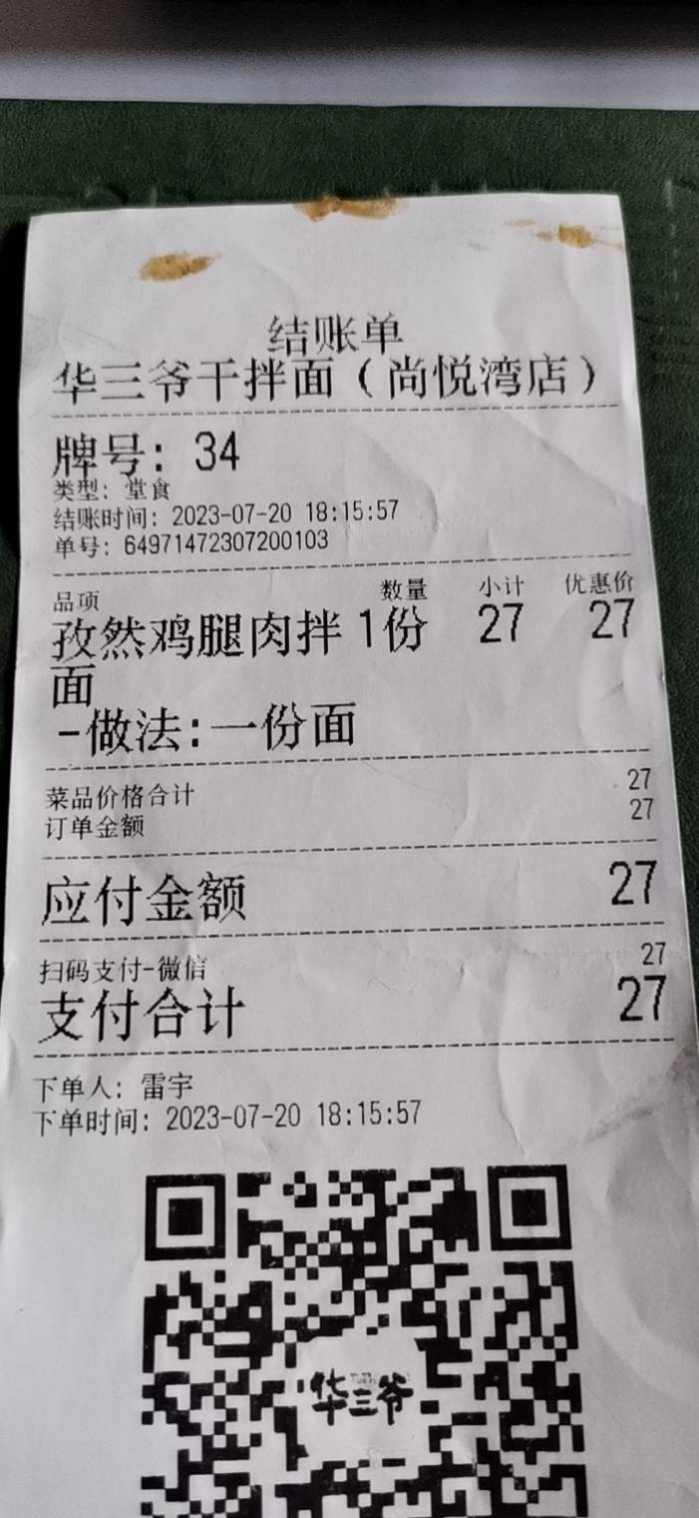 结账单
华三爷干拌面（尚悦湾店）
牌号: 34
类型: 堂食
结账时间: 2023-07-20 18:15:57
单号: 64971472307200103
品项 数量 小计 优惠价
孜然鸡腿肉拌 1份 27 27
面
-做法:一份面
菜品价格合计 27
订单金额 27
应付金额 27
扫码支付-微信 27
支付合计 27
下单人: 雷宇
下单时间: 2023-07-20 18:15:57
华三爷